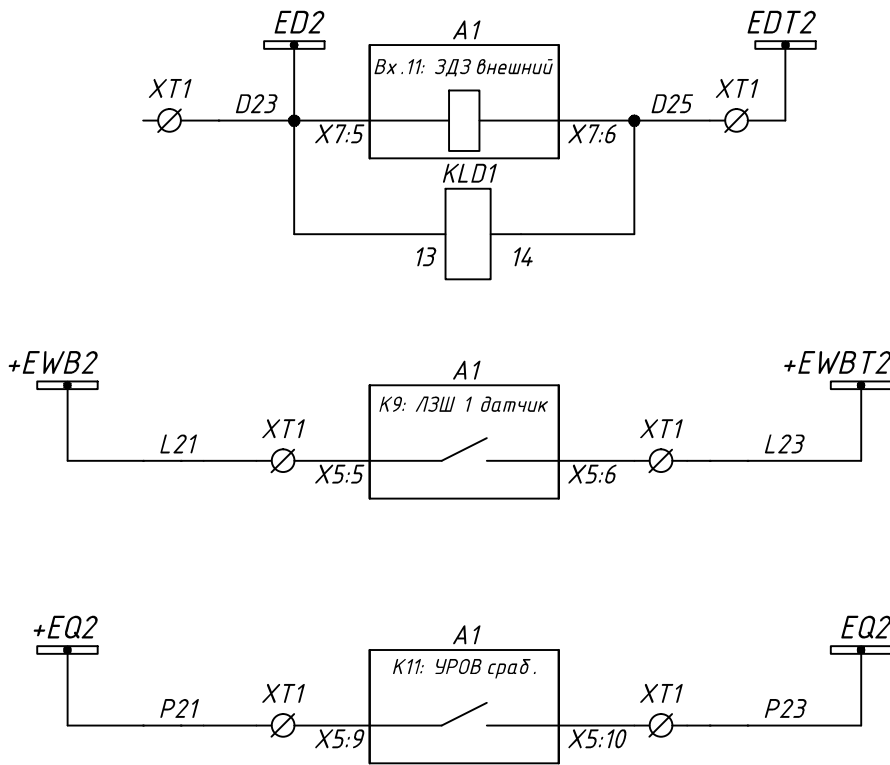 ED2
A1
EDT2
Вх.11: ЗДЗ внешний
XT1
D23
D25
XT1
X7:5
X7:6
KLD1
13
14
+EWB2
A1
+EWBT2
К9: ЛЗШ 1 датчик
L21
XT1
XT1
L23
X5:5
X5:6
+EQ2
A1
EQ2
К11: УРОВ сраб.
P21
XT1
XT1
P23
X5:9
X5:10